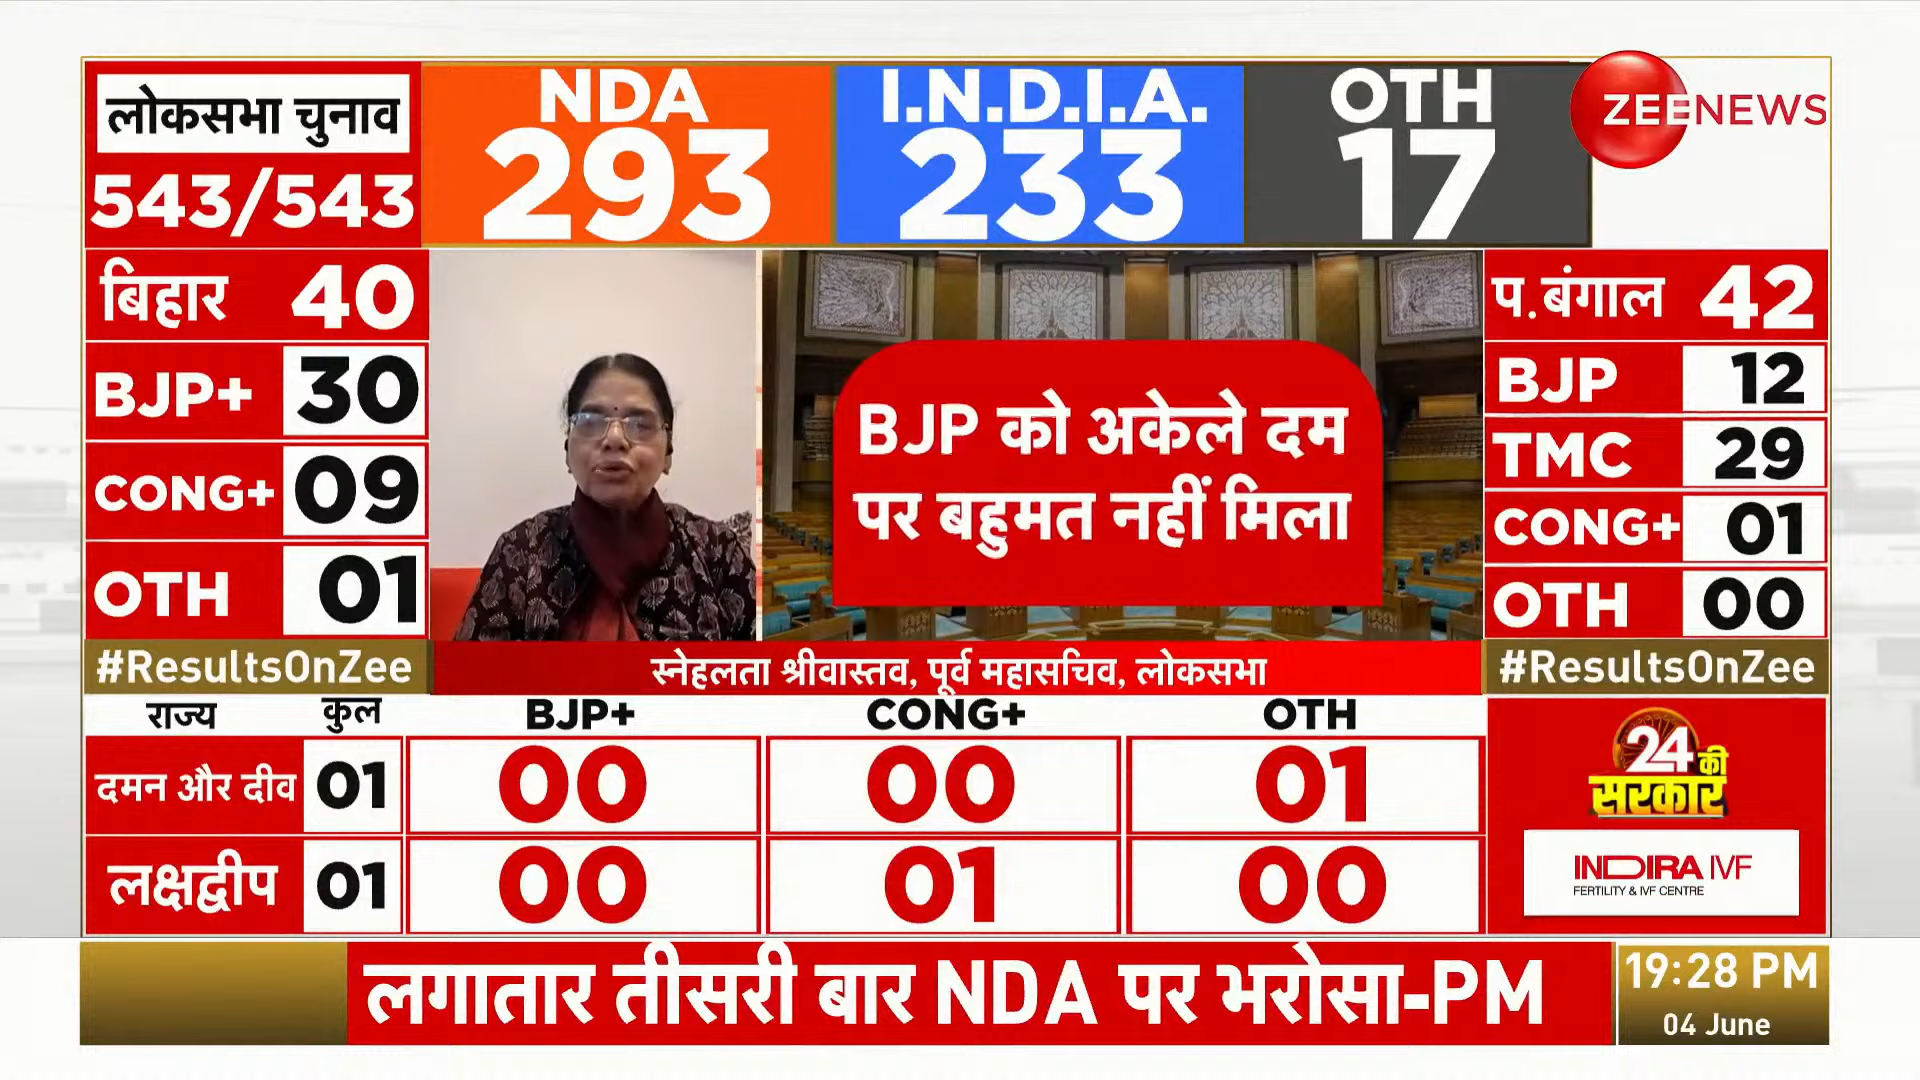 लोकसभा चुनाव
543/543
NDA
293
I.N.D.I.A.
233
OTH
17
ZEENEWS
बिहार 40
BJP+ 30
CONG+ 09
OTH 01
#ResultsOnZee
BJP को अकेले दम
पर बहुमत नहीं मिला
प.बंगाल 42
BJP 12
TMC 29
CONG+ 01
OTH 00
#ResultsOnZee
स्नेहलता श्रीवास्तव, पूर्व महासचिव, लोकसभा
राज्य कुल BJP+ CONG+ OTH
दमन और दीव 01 00 00 01
लक्षद्वीप 01 00 01 00
24 की
सरकार
INDIRA IVF
FERTILITY & IVF CENTRE
लगातार तीसरी बार NDA पर भरोसा-PM
19:28 PM
04 June